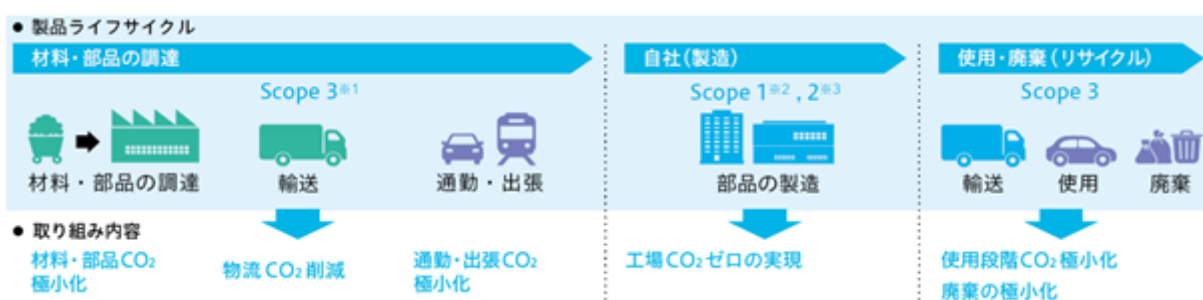 ● 製品ライフサイクル
材料・部品の調達
自社(製造)
使用・廃棄(リサイクル)
Scope 3※1
Scope 1※2 , 2※3
Scope 3
材料・部品の調達
輸送
通勤・出張
部品の製造
輸送
使用
廃棄
● 取り組み内容
材料・部品CO₂
極小化
物流CO₂削減
通勤・出張CO₂
極小化
工場CO₂ゼロの実現
使用段階CO₂極小化
廃棄の極小化